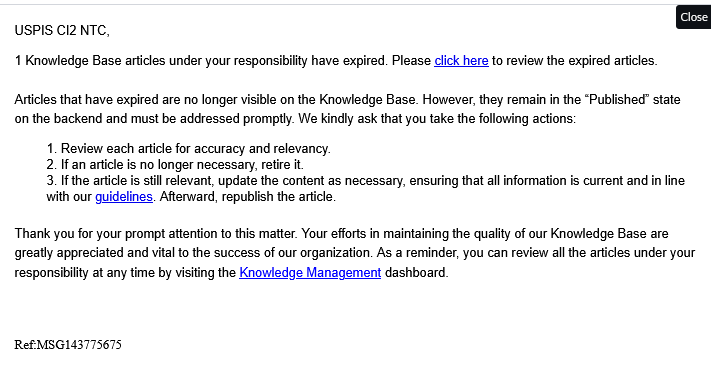 Close
USPIS CI2 NTC,
1 Knowledge Base articles under your responsibility have expired. Please click here to review the expired articles.
Articles that have expired are no longer visible on the Knowledge Base. However, they remain in the “Published” state
on the backend and must be addressed promptly. We kindly ask that you take the following actions:
1. Review each article for accuracy and relevancy.
2. If an article is no longer necessary, retire it.
3. If the article is still relevant, update the content as necessary, ensuring that all information is current and in line
with our guidelines. Afterward, republish the article.
Thank you for your prompt attention to this matter. Your efforts in maintaining the quality of our Knowledge Base are
greatly appreciated and vital to the success of our organization. As a reminder, you can review all the articles under your
responsibility at any time by visiting the Knowledge Management dashboard.
Ref:MSG143775675